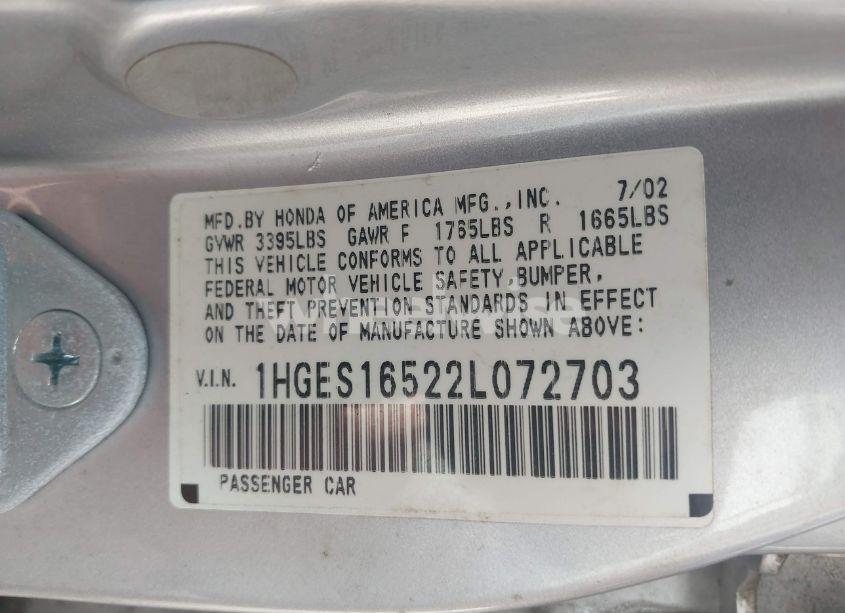 MFD.BY HONDA OF AMERICA MFG.,INC. 7/02
GVWR 3395LBS GAWR F 1765LBS R 1665LBS
THIS VEHICLE CONFORMS TO ALL APPLICABLE
FEDERAL MOTOR VEHICLE SAFETY, BUMPER,
AND THEFT PREVENTION STANDARDS IN EFFECT
ON THE DATE OF MANUFACTURE SHOWN ABOVE:
V.I.N. 1HGES16522L072703
PASSENGER CAR